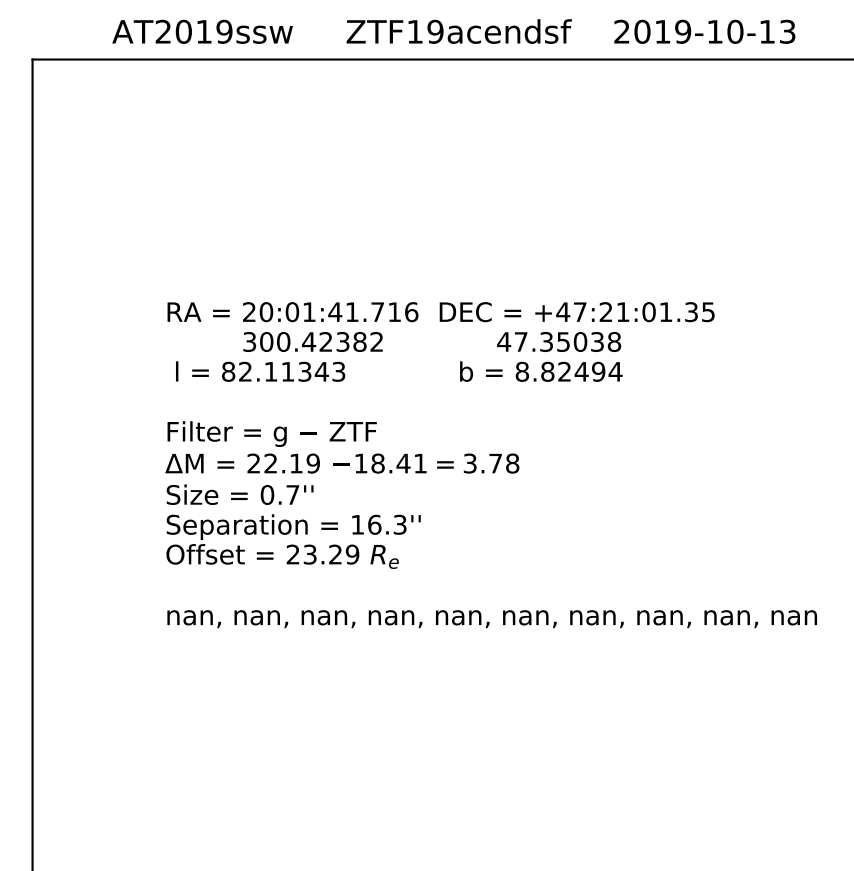 AT2019ssw ZTF19acendsf 2019-10-13
RA = 20:01:41.716 DEC = +47:21:01.35
300.42382 47.35038
l = 82.11343 b = 8.82494
Filter = g − ZTF
ΔM = 22.19 −18.41 = 3.78
Size = 0.7''
Separation = 16.3''
Offset = 23.29 Rₑ
nan, nan, nan, nan, nan, nan, nan, nan, nan, nan